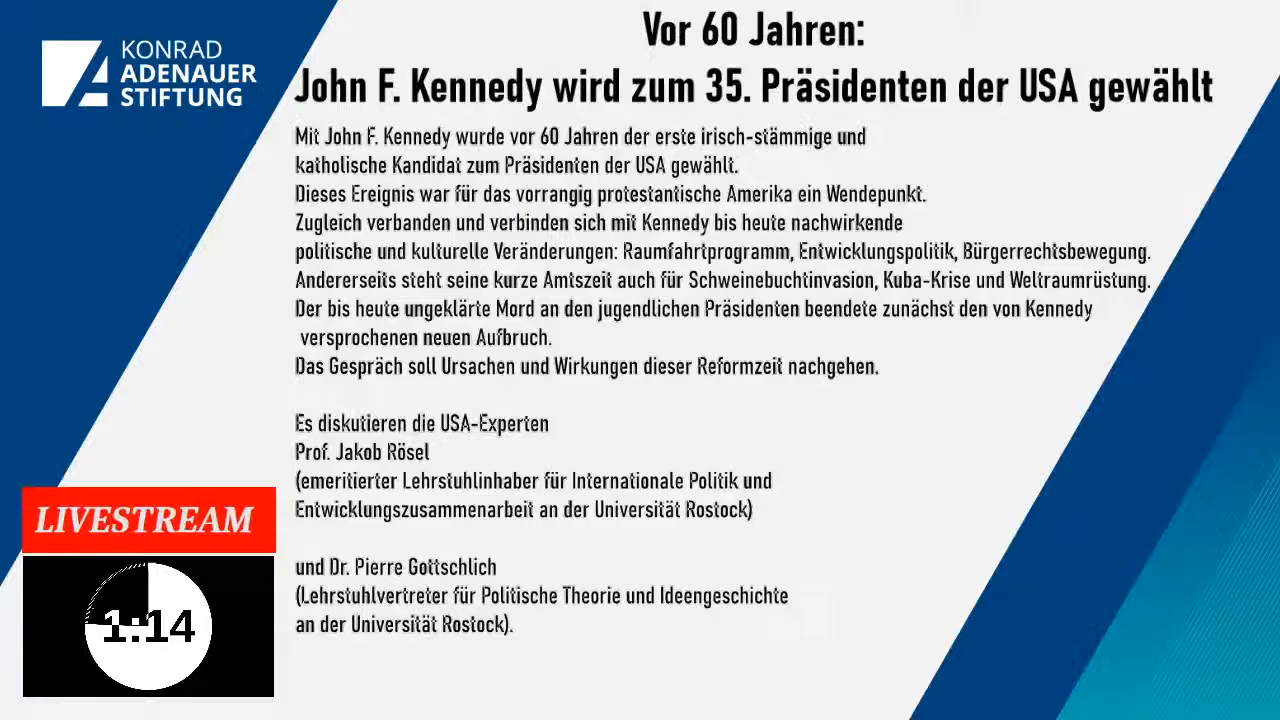 KONRAD
ADENAUER
STIFTUNG
Vor 60 Jahren:
John F. Kennedy wird zum 35. Präsidenten der USA gewählt
Mit John F. Kennedy wurde vor 60 Jahren der erste irisch-stämmige und
katholische Kandidat zum Präsidenten der USA gewählt.
Dieses Ereignis war für das vorrangig protestantische Amerika ein Wendepunkt.
Zugleich verbanden und verbinden sich mit Kennedy bis heute nachwirkende
politische und kulturelle Veränderungen: Raumfahrtprogramm, Entwicklungspolitik, Bürgerrechtsbewegung.
Andererseits steht seine kurze Amtszeit auch für Schweinebuchtinvasion, Kuba-Krise und Weltraumrüstung.
Der bis heute ungeklärte Mord an den jugendlichen Präsidenten beendete zunächst den von Kennedy
versprochenen neuen Aufbruch.
Das Gespräch soll Ursachen und Wirkungen dieser Reformzeit nachgehen.
Es diskutieren die USA-Experten
Prof. Jakob Rösel
(emeritierter Lehrstuhlinhaber für Internationale Politik und
Entwicklungszusammenarbeit an der Universität Rostock)
und Dr. Pierre Gottschlich
(Lehrstuhlvertreter für Politische Theorie und Ideengeschichte
an der Universität Rostock).
LIVESTREAM
1:14